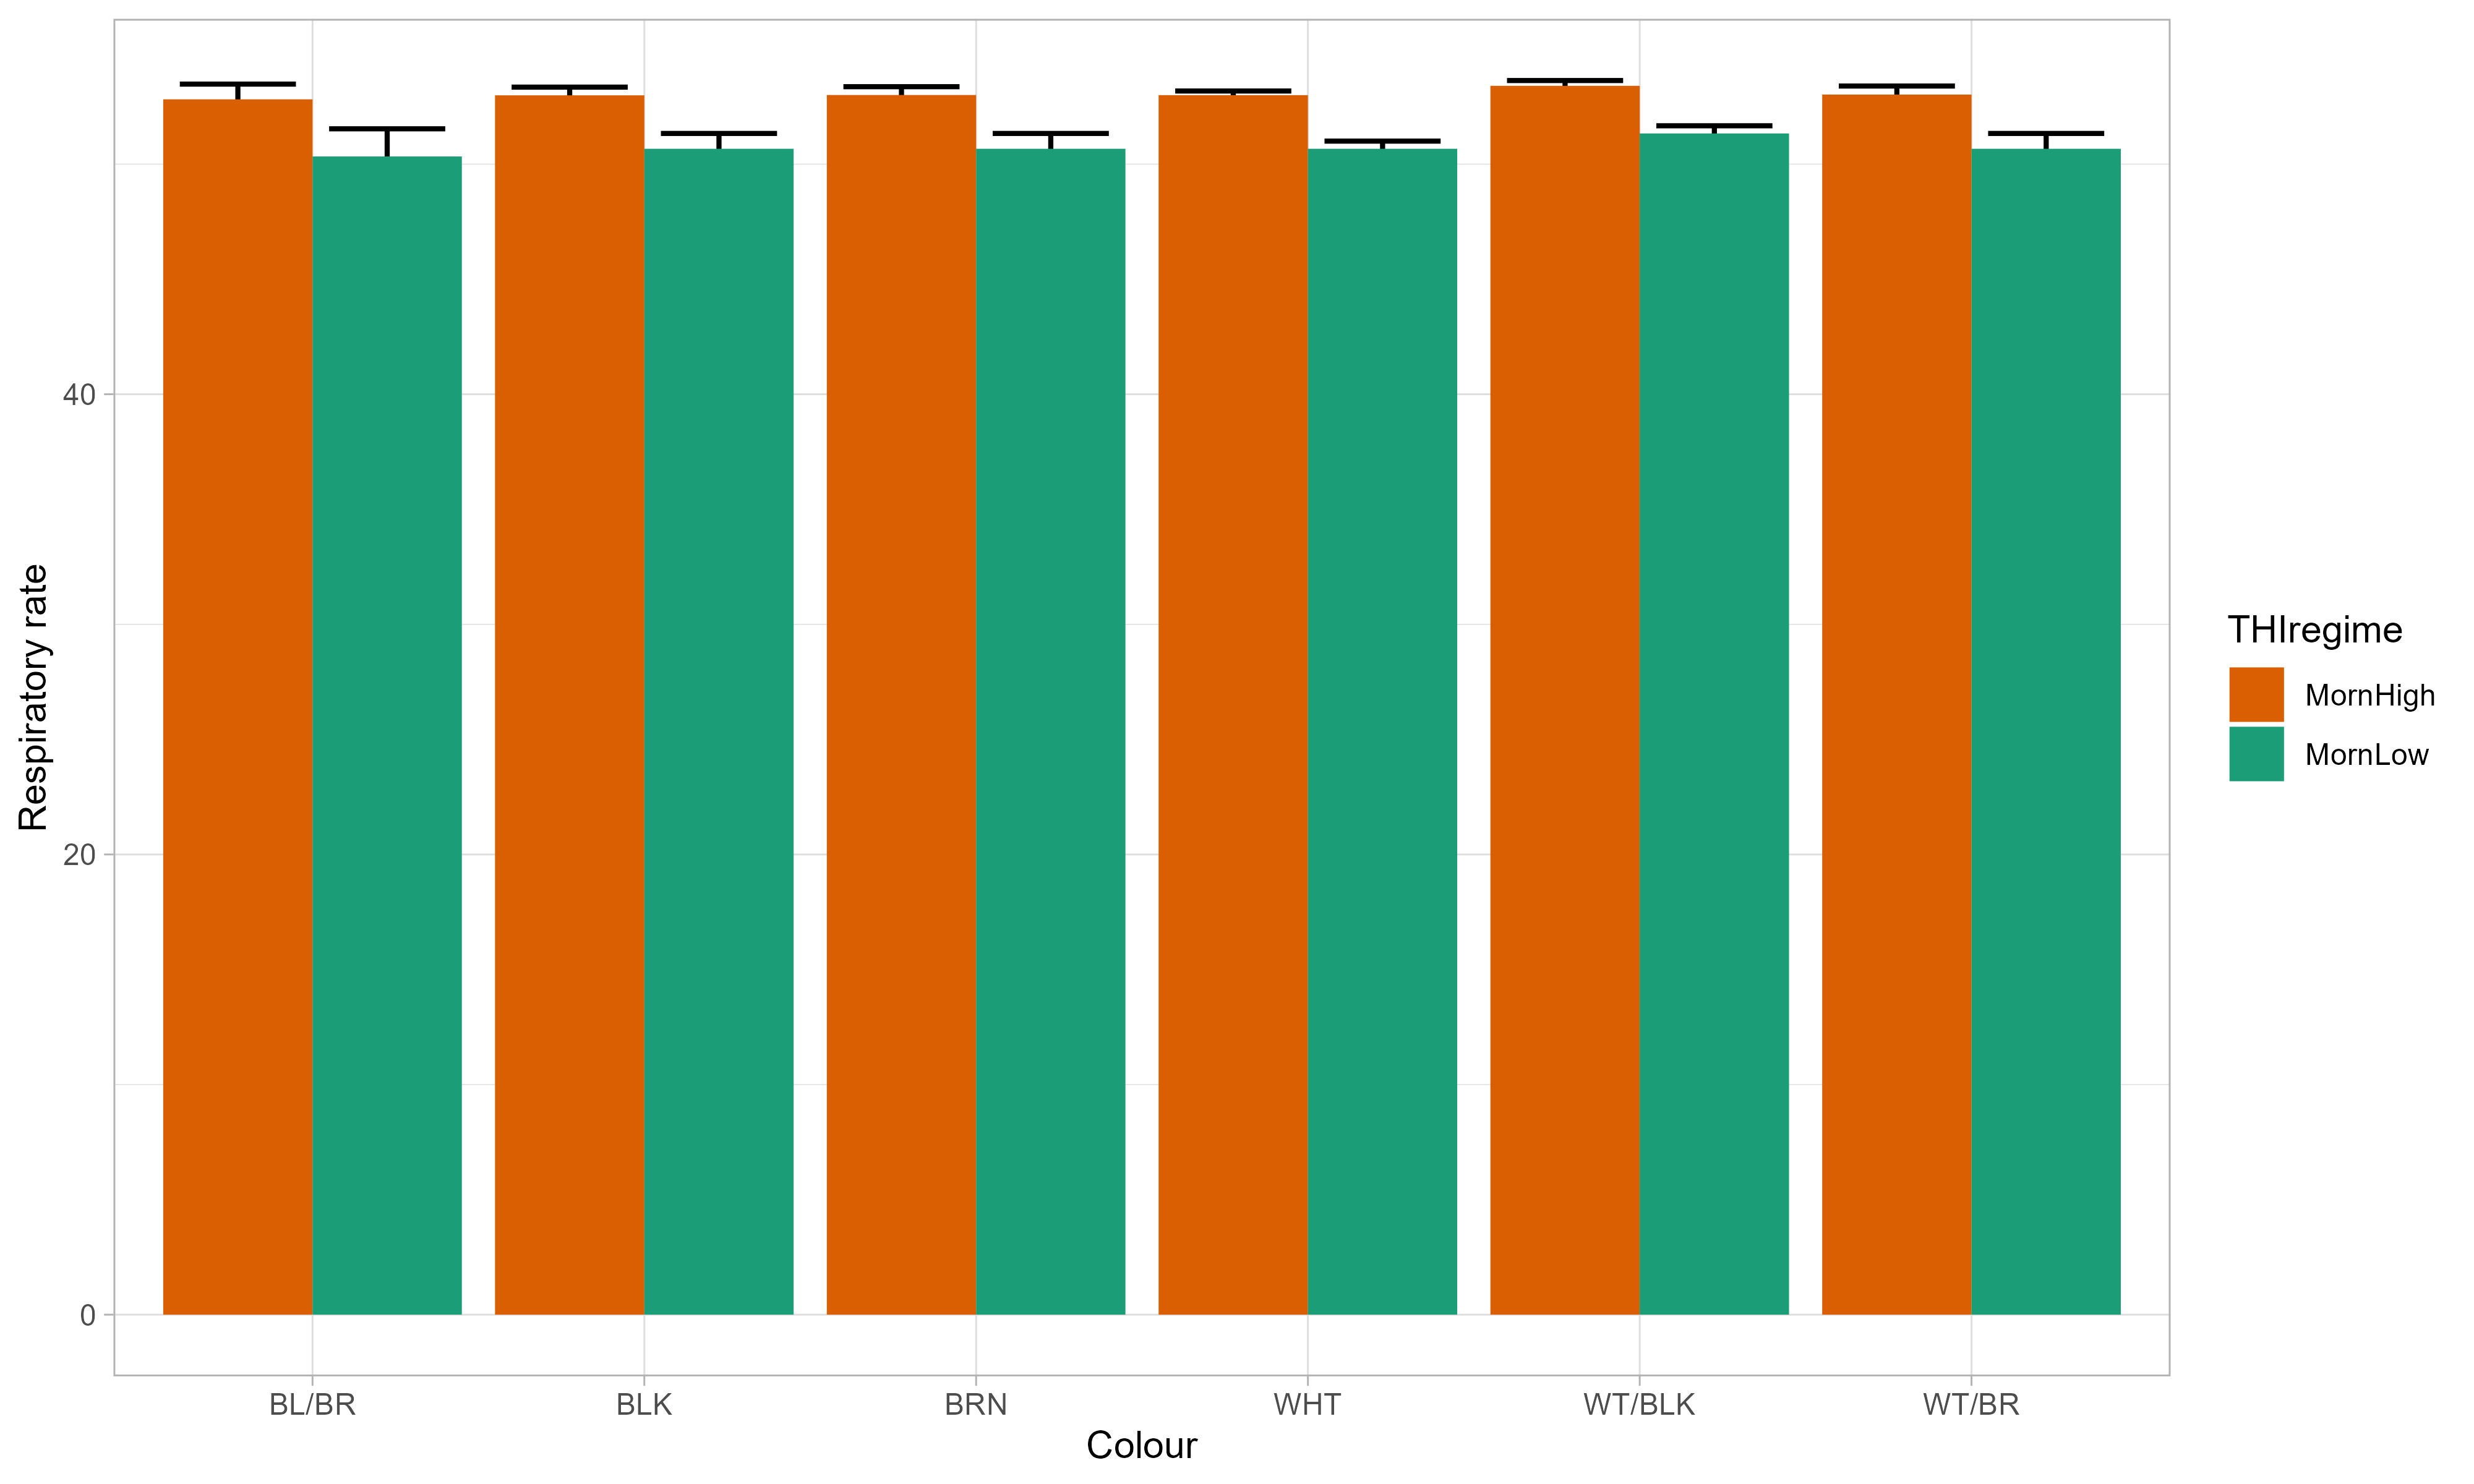 Respiratory rate
40
20
0
BL/BR
BLK
BRN
WHT
WT/BLK
WT/BR
Colour
THIregime
MornHigh
MornLow